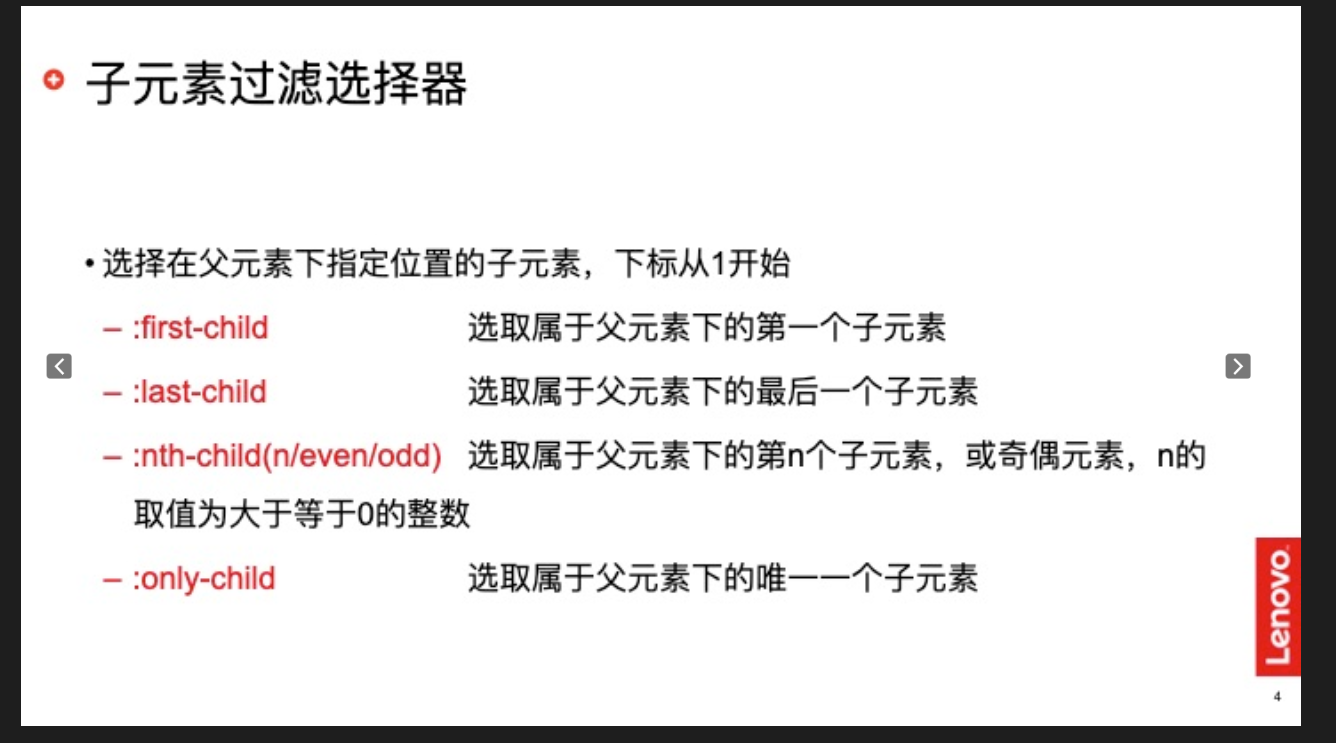 子元素过滤选择器
• 选择在父元素下指定位置的子元素，下标从1开始
– :first-child 选取属于父元素下的第一个子元素
– :last-child 选取属于父元素下的最后一个子元素
– :nth-child(n/even/odd) 选取属于父元素下的第n个子元素，或奇偶元素，n的
取值为大于等于0的整数
– :only-child 选取属于父元素下的唯一一个子元素
Lenovo
4